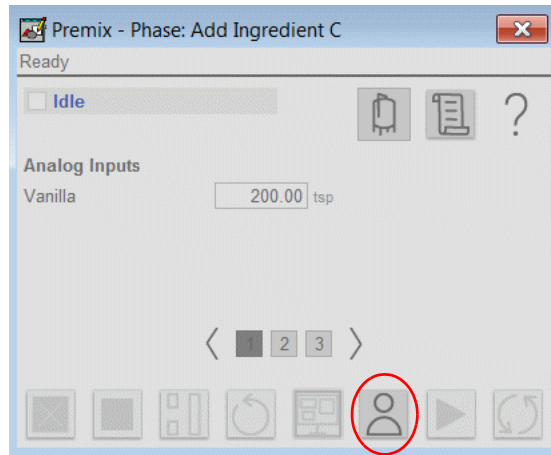 Premix - Phase: Add Ingredient C
Ready
Idle
?
Analog Inputs
Vanilla 200.00 tsp
1 2 3